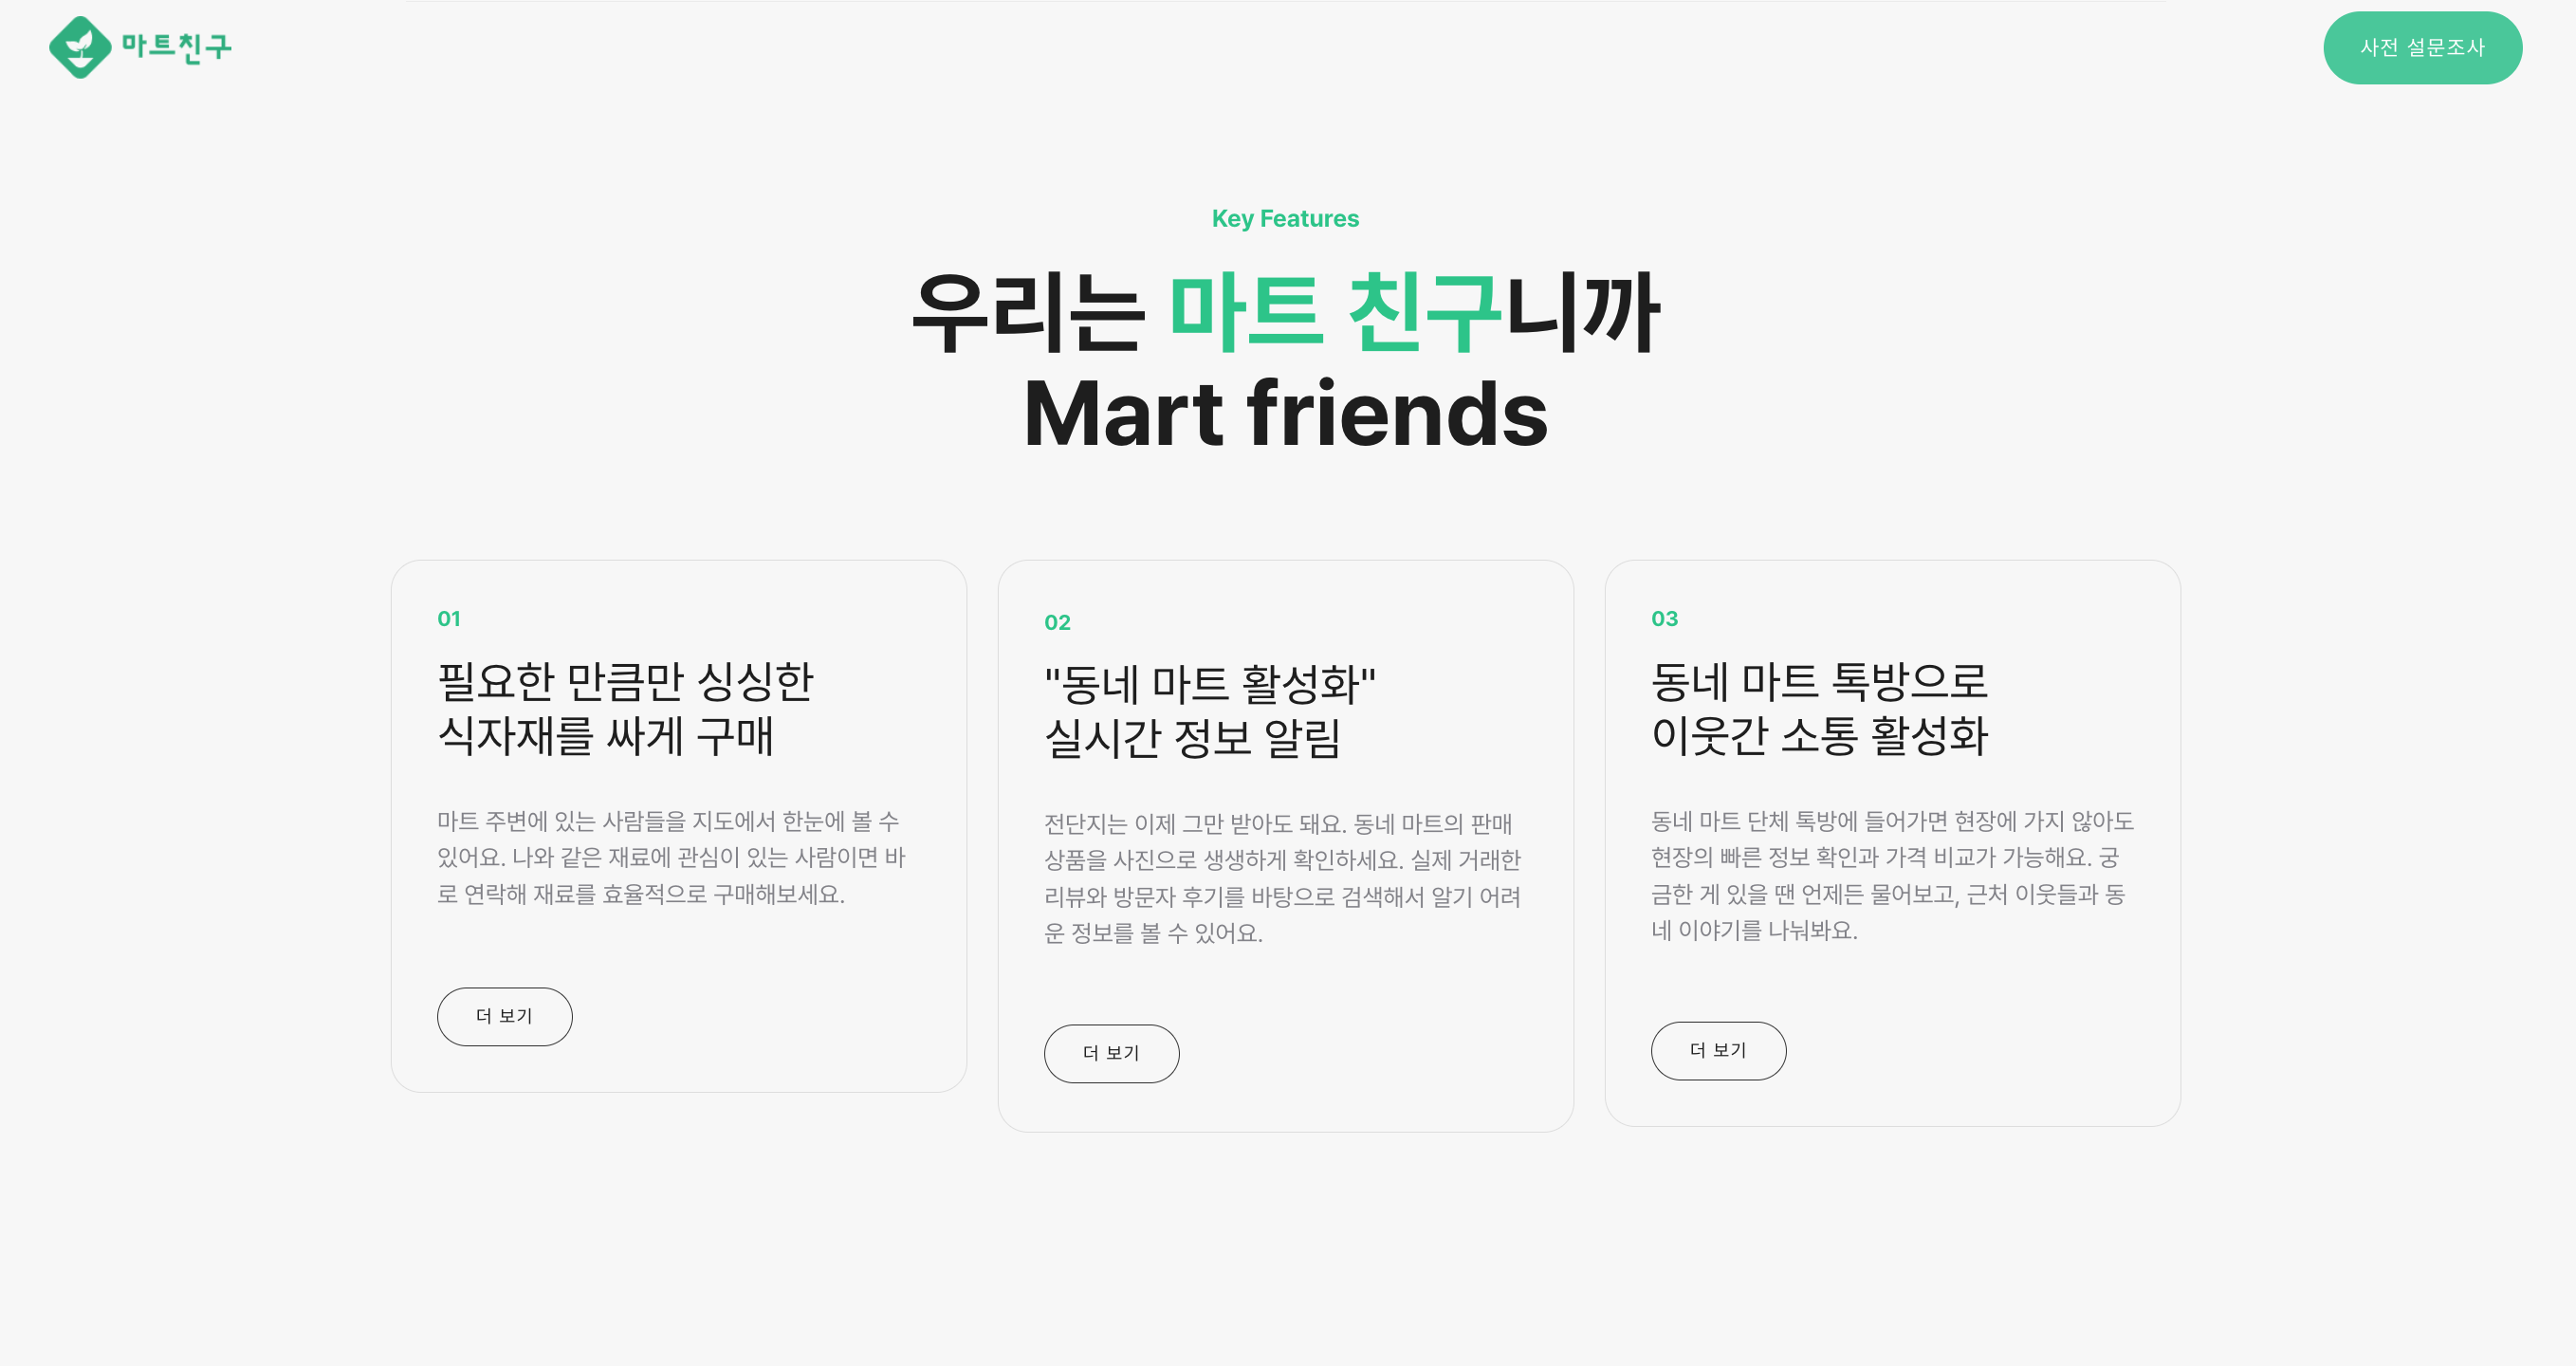 마트친구
사전 설문조사
Key Features
우리는 마트 친구니까
Mart friends
01
필요한 만큼만 싱싱한
식자재를 싸게 구매
마트 주변에 있는 사람들을 지도에서 한눈에 볼 수
있어요. 나와 같은 재료에 관심이 있는 사람이면 바
로 연락해 재료를 효율적으로 구매해보세요.
더 보기
02
"동네 마트 활성화"
실시간 정보 알림
전단지는 이제 그만 받아도 돼요. 동네 마트의 판매
상품을 사진으로 생생하게 확인하세요. 실제 거래한
리뷰와 방문자 후기를 바탕으로 검색해서 알기 어려
운 정보를 볼 수 있어요.
더 보기
03
동네 마트 톡방으로
이웃간 소통 활성화
동네 마트 단체 톡방에 들어가면 현장에 가지 않아도
현장의 빠른 정보 확인과 가격 비교가 가능해요. 궁
금한 게 있을 땐 언제든 물어보고, 근처 이웃들과 동
네 이야기를 나눠봐요.
더 보기